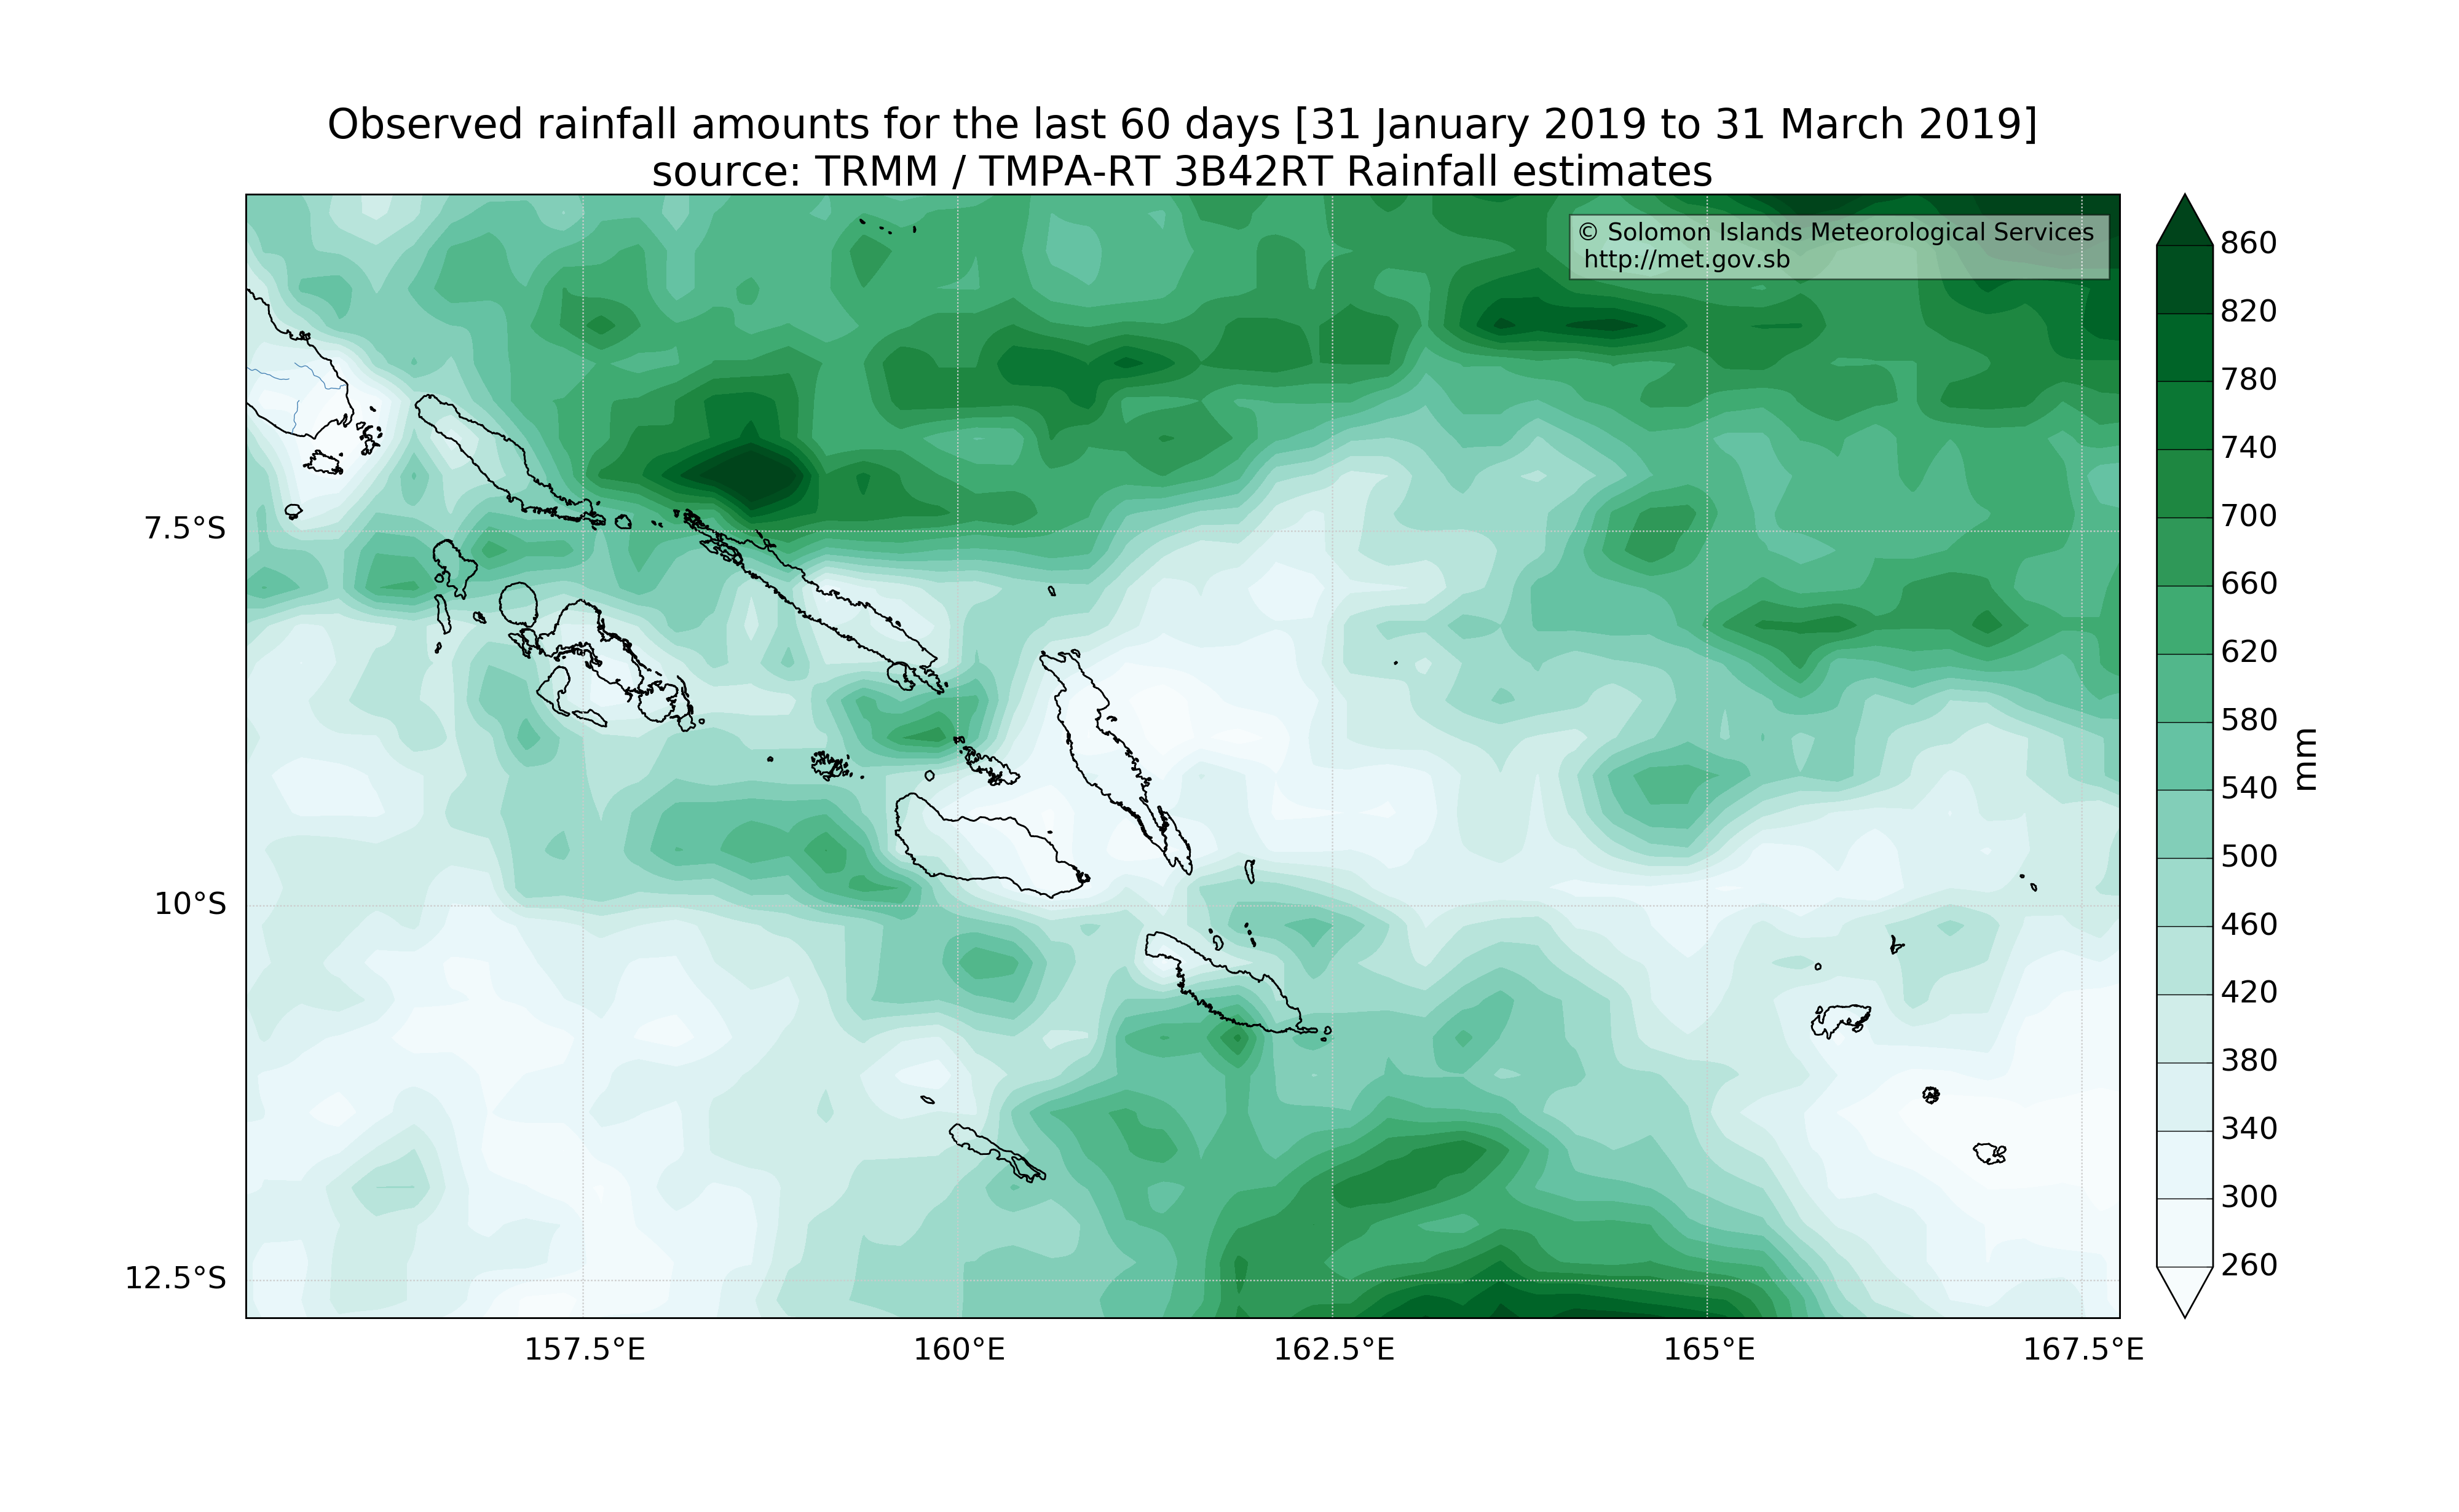 Observed rainfall amounts for the last 60 days [31 January 2019 to 31 March 2019]
source: TRMM / TMPA-RT 3B42RT Rainfall estimates
© Solomon Islands Meteorological Services
http://met.gov.sb
7.5°S
10°S
12.5°S
157.5°E
160°E
162.5°E
165°E
167.5°E
860
820
780
740
700
660
620
580
540
500
460
420
380
340
300
260
mm